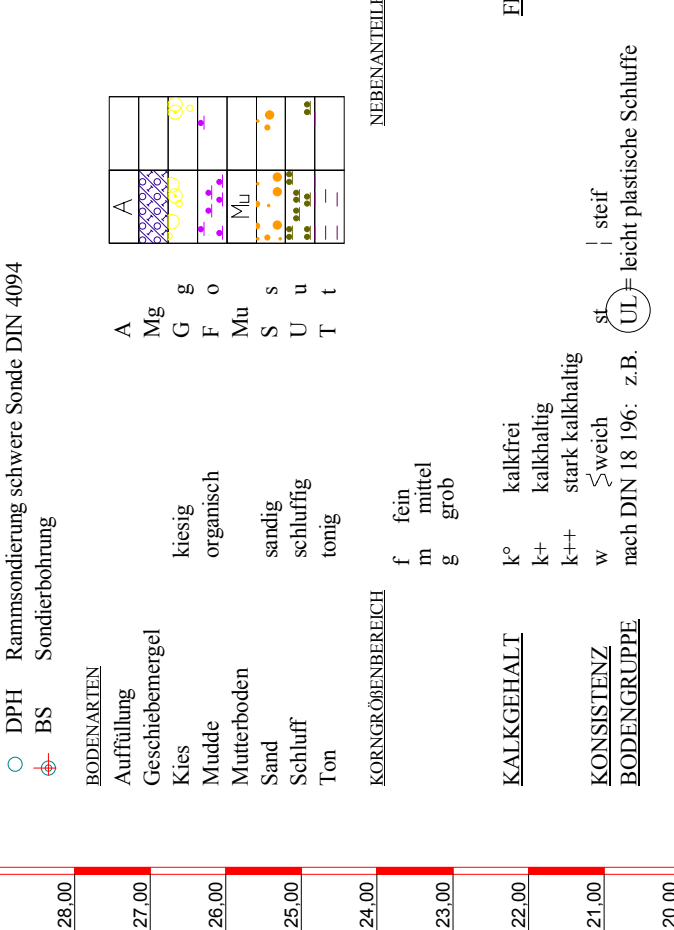 DPH Rammsondierung schwere Sonde DIN 4094
BS Sondierbohrung
BODENARTEN
Auffüllung A A
Geschiebemergel Mg
Kies kiesig G g
Mudde organisch F o
Mutterboden Mu Mu
Sand sandig S s
Schluff schluffig U u
Ton tonig T t
KORNGRÖßENBEREICH
f fein
m mittel
g grob
NEBENANTEILE
KALKGEHALT k° kalkfrei
k+ kalkhaltig
k++ stark kalkhaltig
KONSISTENZ w weich st steif
BODENGRUPPE nach DIN 18 196: z.B. UL = leicht plastische Schluffe
28,00
27,00
26,00
25,00
24,00
23,00
22,00
21,00
20,00